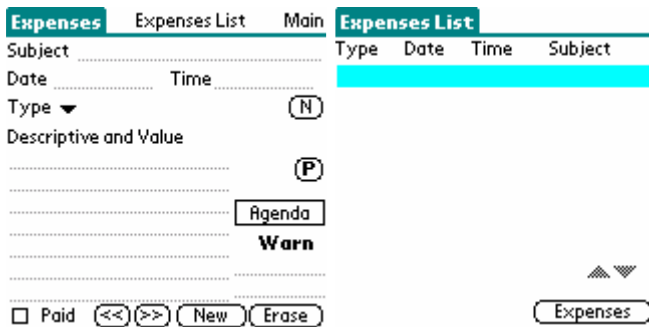 Expenses Expenses List Main
Subject
Date Time
Type N
Descriptive and Value
P
Agenda
Warn
Paid << >> New Erase
Expenses List
Type Date Time Subject
Expenses